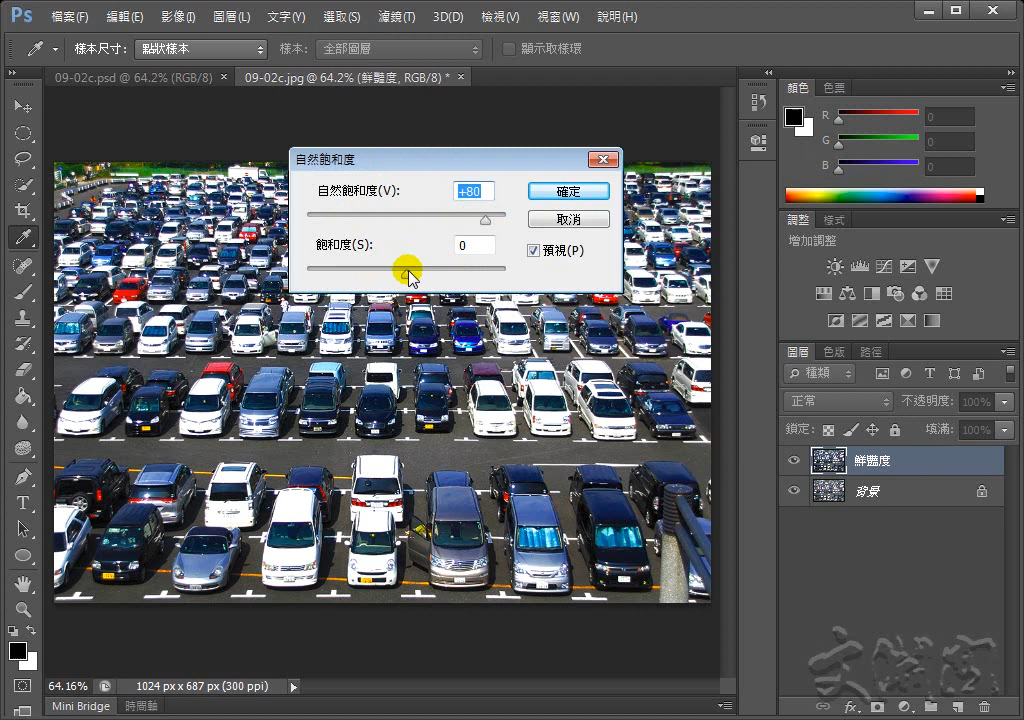 Ps 檔案(F) 編輯(E) 影像(I) 圖層(L) 文字(Y) 選取(S) 濾鏡(T) 3D(D) 檢視(V) 視窗(W) 說明(H)
樣本尺寸: 點狀樣本 樣本: 全部圖層 顯示取樣環
09-02c.psd @ 64.2% (RGB/8) × 09-02c.jpg @ 64.2% (鮮豔度, RGB/8) * ×
自然飽和度
自然飽和度(V): +80 確定
取消
飽和度(S): 0 預視(P)
顏色 色票
R 0
G 0
B 0
調整 樣式
增加調整
圖層 色版 路徑
種類
正常 不透明度: 100%
鎖定: 填滿: 100%
鮮豔度
背景
fx
64.16% 1024 px x 687 px (300 ppi)
Mini Bridge 時間軸